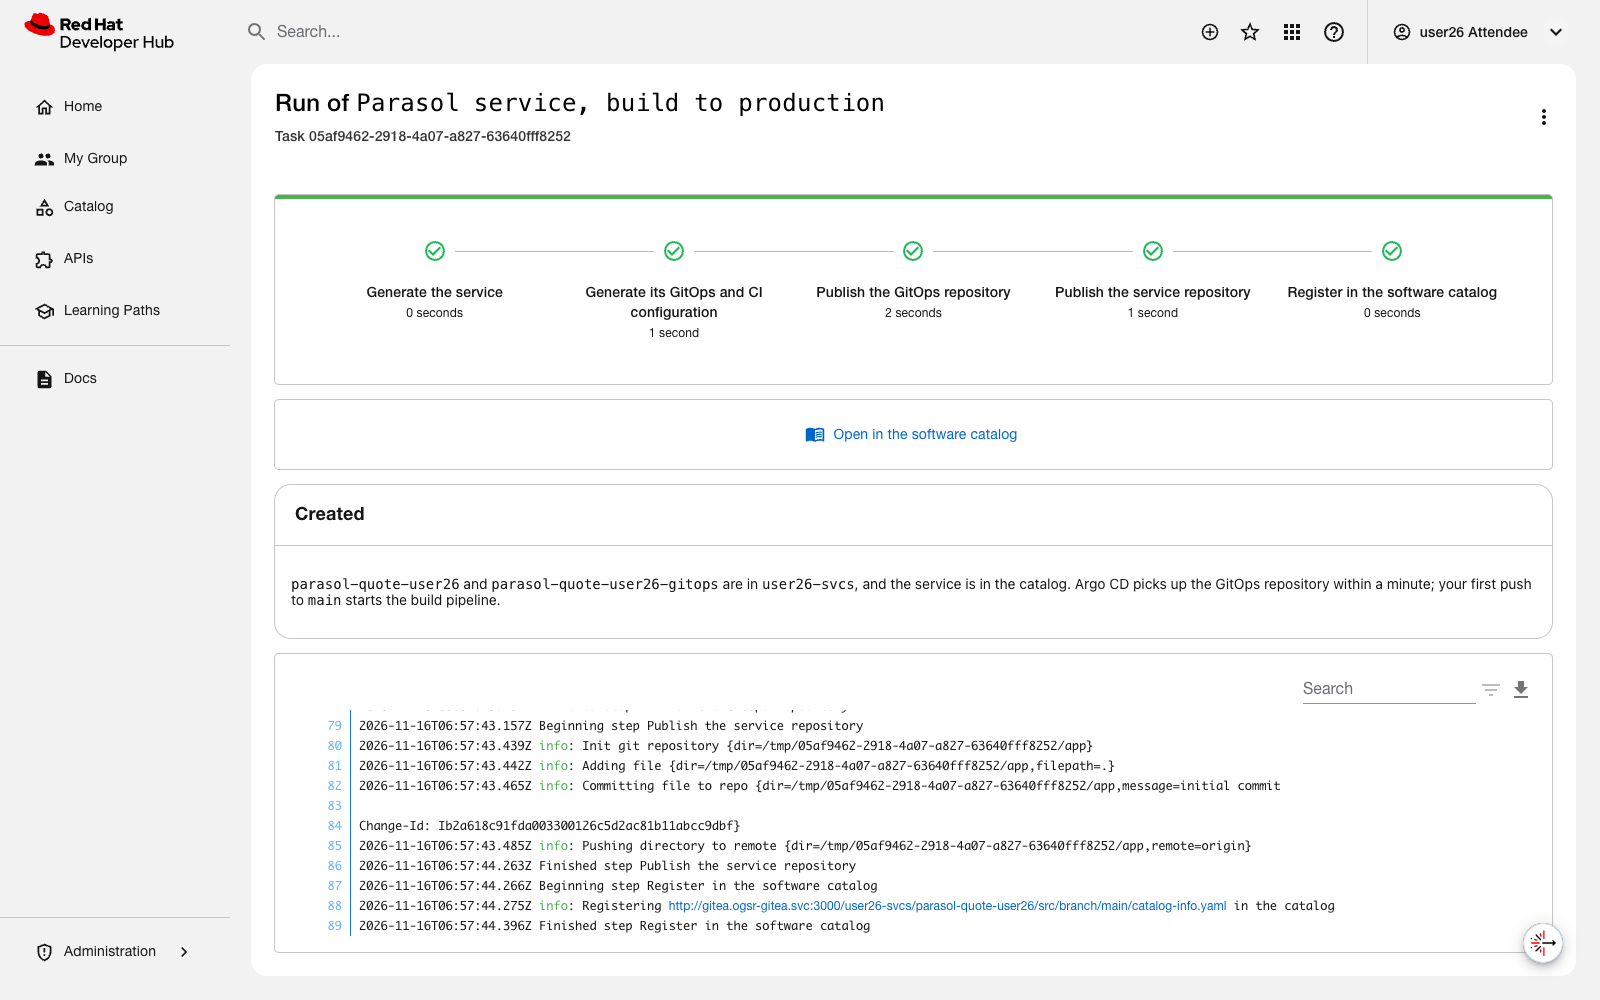 Red Hat
Developer Hub
Search...
user26 Attendee
Home
My Group
Catalog
APIs
Learning Paths
Docs
Administration
Run of Parasol service, build to production
Task 05af9462-2918-4a07-a827-63640fff8252
Generate the service
0 seconds
Generate its GitOps and CI
configuration
1 second
Publish the GitOps repository
2 seconds
Publish the service repository
1 second
Register in the software catalog
0 seconds
Open in the software catalog
Created
parasol-quote-user26 and parasol-quote-user26-gitops are in user26-svcs, and the service is in the catalog. Argo CD picks up the GitOps repository within a minute; your first push
to main starts the build pipeline.
Search
79 2026-11-16T06:57:43.157Z Beginning step Publish the service repository
80 2026-11-16T06:57:43.439Z info: Init git repository {dir=/tmp/05af9462-2918-4a07-a827-63640fff8252/app}
81 2026-11-16T06:57:43.442Z info: Adding file {dir=/tmp/05af9462-2918-4a07-a827-63640fff8252/app,filepath=.}
82 2026-11-16T06:57:43.465Z info: Committing file to repo {dir=/tmp/05af9462-2918-4a07-a827-63640fff8252/app,message=initial commit
83
84 Change-Id: Ib2a618c91fda003300126c5d2ac81b11abcc9dbf}
85 2026-11-16T06:57:43.485Z info: Pushing directory to remote {dir=/tmp/05af9462-2918-4a07-a827-63640fff8252/app,remote=origin}
86 2026-11-16T06:57:44.263Z Finished step Publish the service repository
87 2026-11-16T06:57:44.266Z Beginning step Register in the software catalog
88 2026-11-16T06:57:44.275Z info: Registering http://gitea.ogsr-gitea.svc:3000/user26-svcs/parasol-quote-user26/src/branch/main/catalog-info.yaml in the catalog
89 2026-11-16T06:57:44.396Z Finished step Register in the software catalog